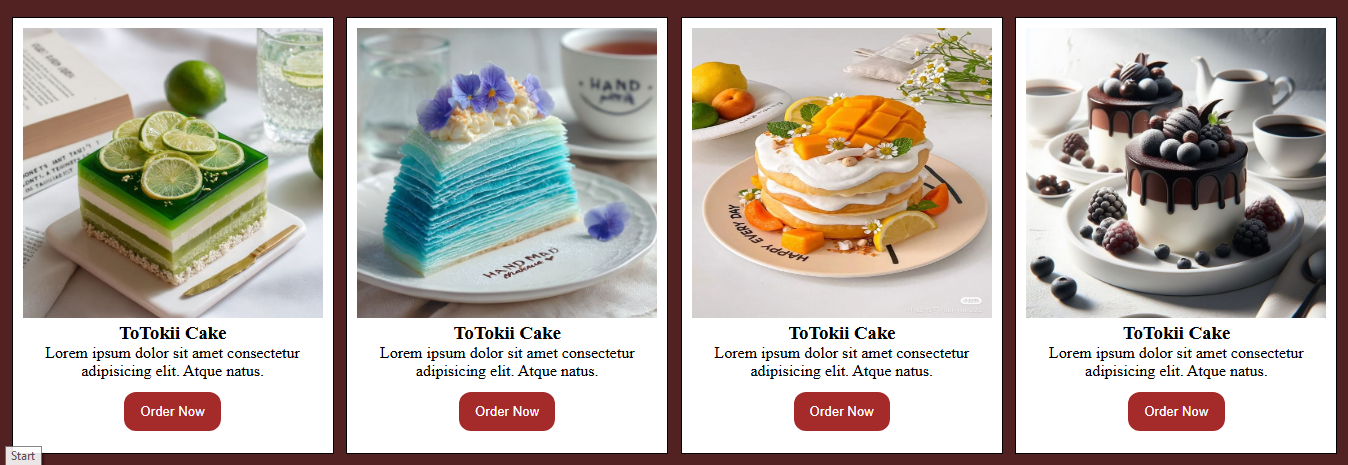 HAND
HAND MAD
HAPPY EVERY DAY
ToTokii Cake
Lorem ipsum dolor sit amet consectetur
adipisicing elit. Atque natus.
Order Now
ToTokii Cake
Lorem ipsum dolor sit amet consectetur
adipisicing elit. Atque natus.
Order Now
ToTokii Cake
Lorem ipsum dolor sit amet consectetur
adipisicing elit. Atque natus.
Order Now
ToTokii Cake
Lorem ipsum dolor sit amet consectetur
adipisicing elit. Atque natus.
Order Now
Start